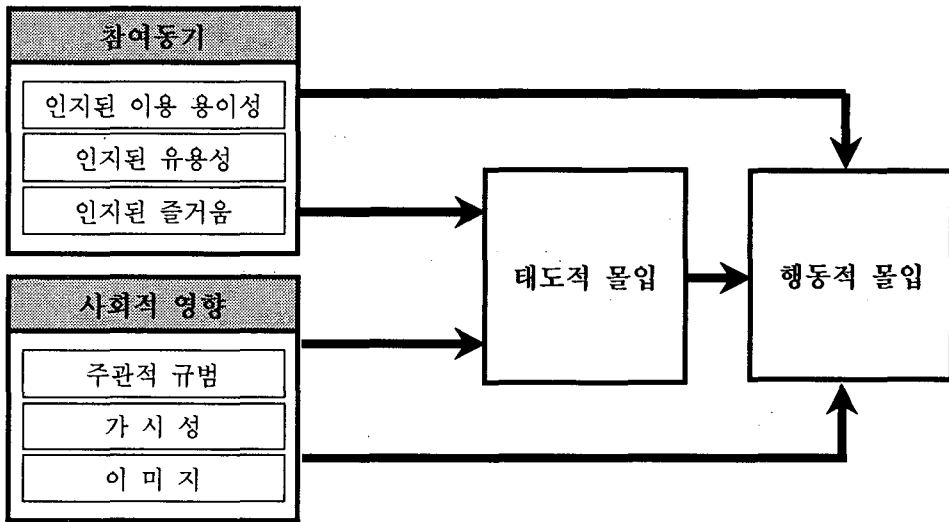 참여동기
인지된 이용 용이성
인지된 유용성
인지된 즐거움
사회적 영향
주관적 규범
가 시 성
이 미 지
태도적 몰입
행동적 몰입